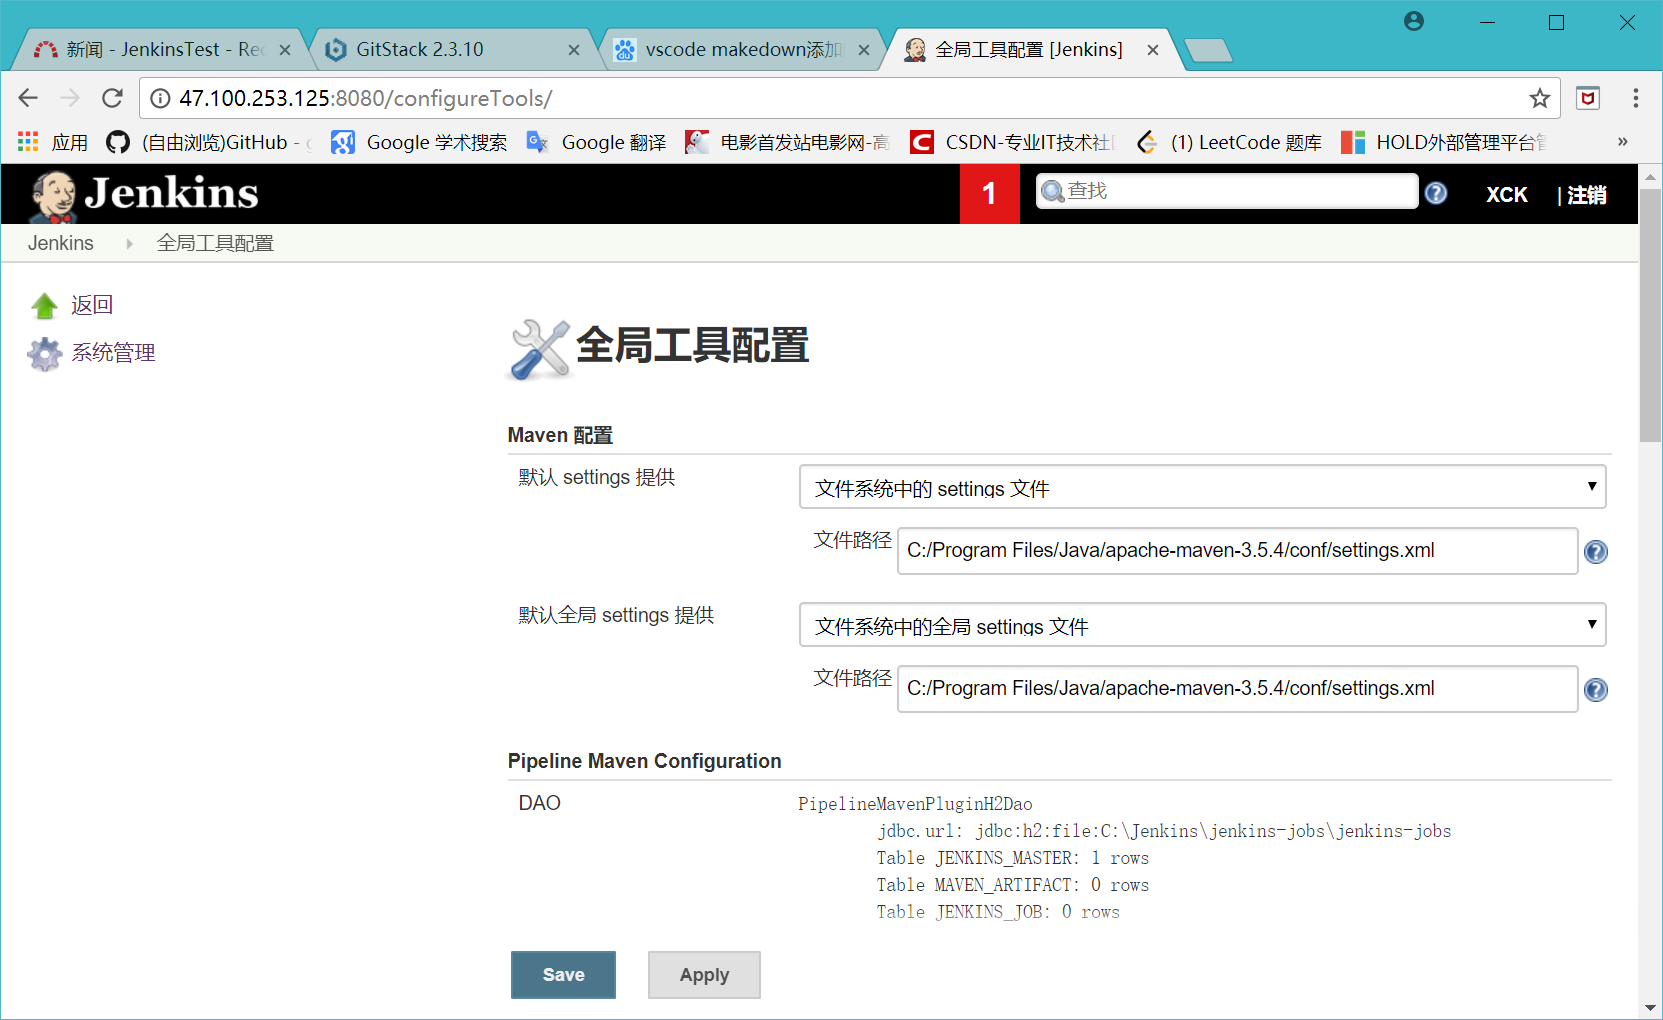 新闻 - JenkinsTest - Rec
GitStack 2.3.10
vscode makedown添加
全局工具配置 [Jenkins]
47.100.253.125:8080/configureTools/
应用
(自由浏览)GitHub -
Google 学术搜索
Google 翻译
电影首发站电影网-高
CSDN-专业IT技术社
(1) LeetCode 题库
HOLD外部管理平台管
»
Jenkins
1
查找
XCK
| 注销
Jenkins
全局工具配置
返回
系统管理
全局工具配置
Maven 配置
默认 settings 提供
文件系统中的 settings 文件
文件路径
C:/Program Files/Java/apache-maven-3.5.4/conf/settings.xml
默认全局 settings 提供
文件系统中的全局 settings 文件
文件路径
C:/Program Files/Java/apache-maven-3.5.4/conf/settings.xml
Pipeline Maven Configuration
DAO
PipelineMavenPluginH2Dao
jdbc.url: jdbc:h2:file:C:\Jenkins\jenkins-jobs\jenkins-jobs
Table JENKINS_MASTER: 1 rows
Table MAVEN_ARTIFACT: 0 rows
Table JENKINS_JOB: 0 rows
Save
Apply